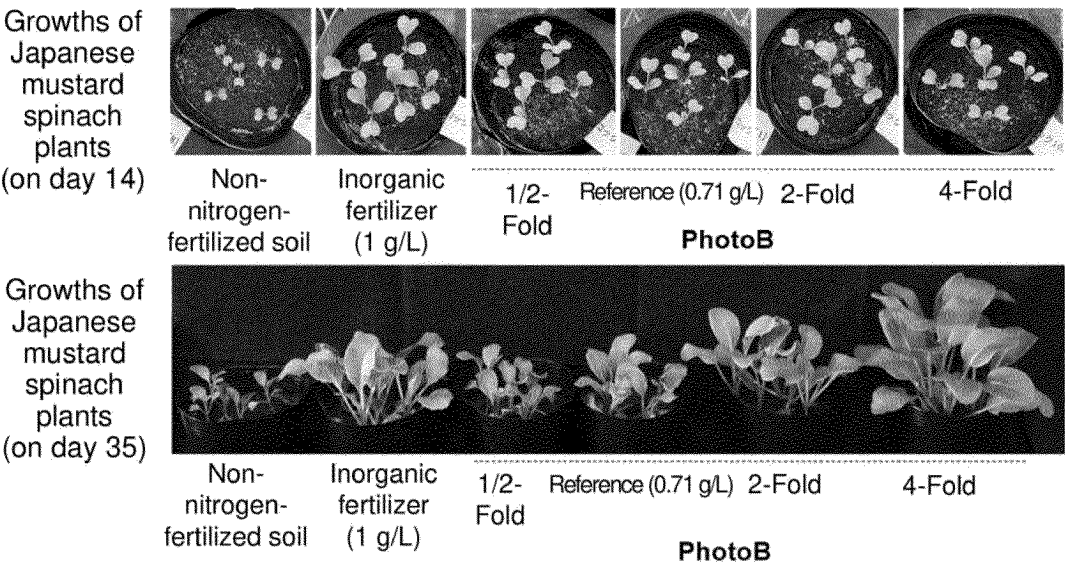 Growths of
Japanese
mustard
spinach
plants
(on day 14)
Non-
nitrogen-
fertilized soil
Inorganic
fertilizer
(1 g/L)
1/2-
Fold
Reference (0.71 g/L)
2-Fold
4-Fold
PhotoB
Growths of
Japanese
mustard
spinach
plants
(on day 35)
Non-
nitrogen-
fertilized soil
Inorganic
fertilizer
(1 g/L)
1/2-
Fold
Reference (0.71 g/L)
2-Fold
4-Fold
PhotoB